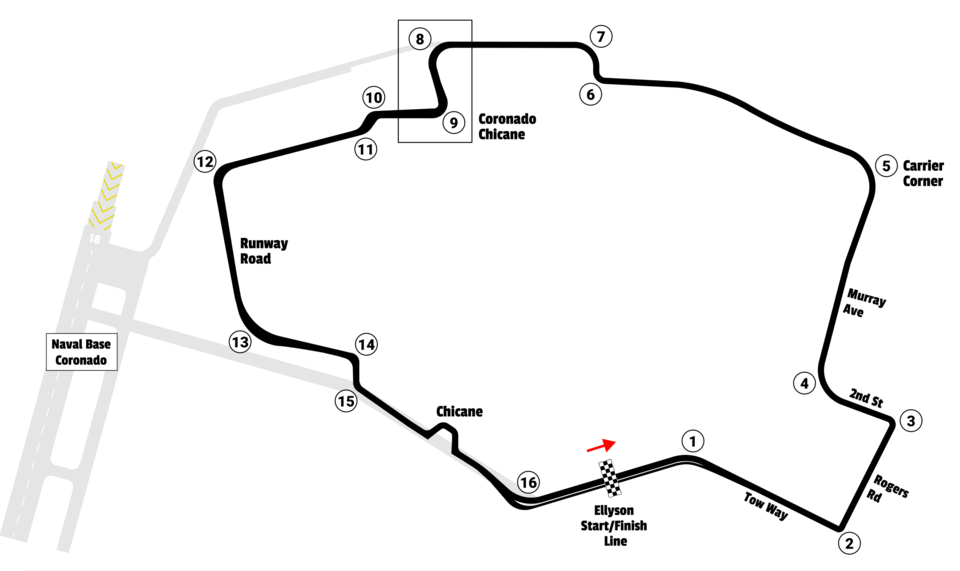 7
8
6
10
9
Coronado
Chicane
11
12
5
Carrier
Corner
Runway
Road
Murray
Ave
Naval Base
Coronado
13
14
4
2nd St
15
Chicane
3
1
16
Rogers
Rd
Tow Way
Ellyson
Start/Finish
Line
2